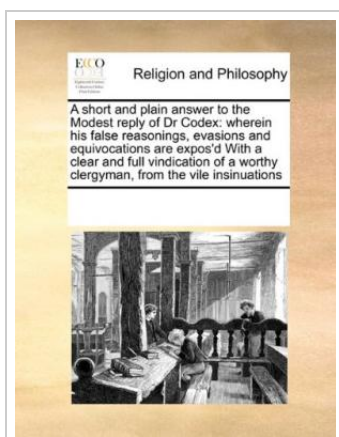 ECCO
Religion and Philosophy
A short and plain answer to the
Modest reply of Dr Codex: wherein
his false reasonings, evasions and
equivocations are expos'd With a
clear and full vindication of a worthy
clergyman, from the vile insinuations